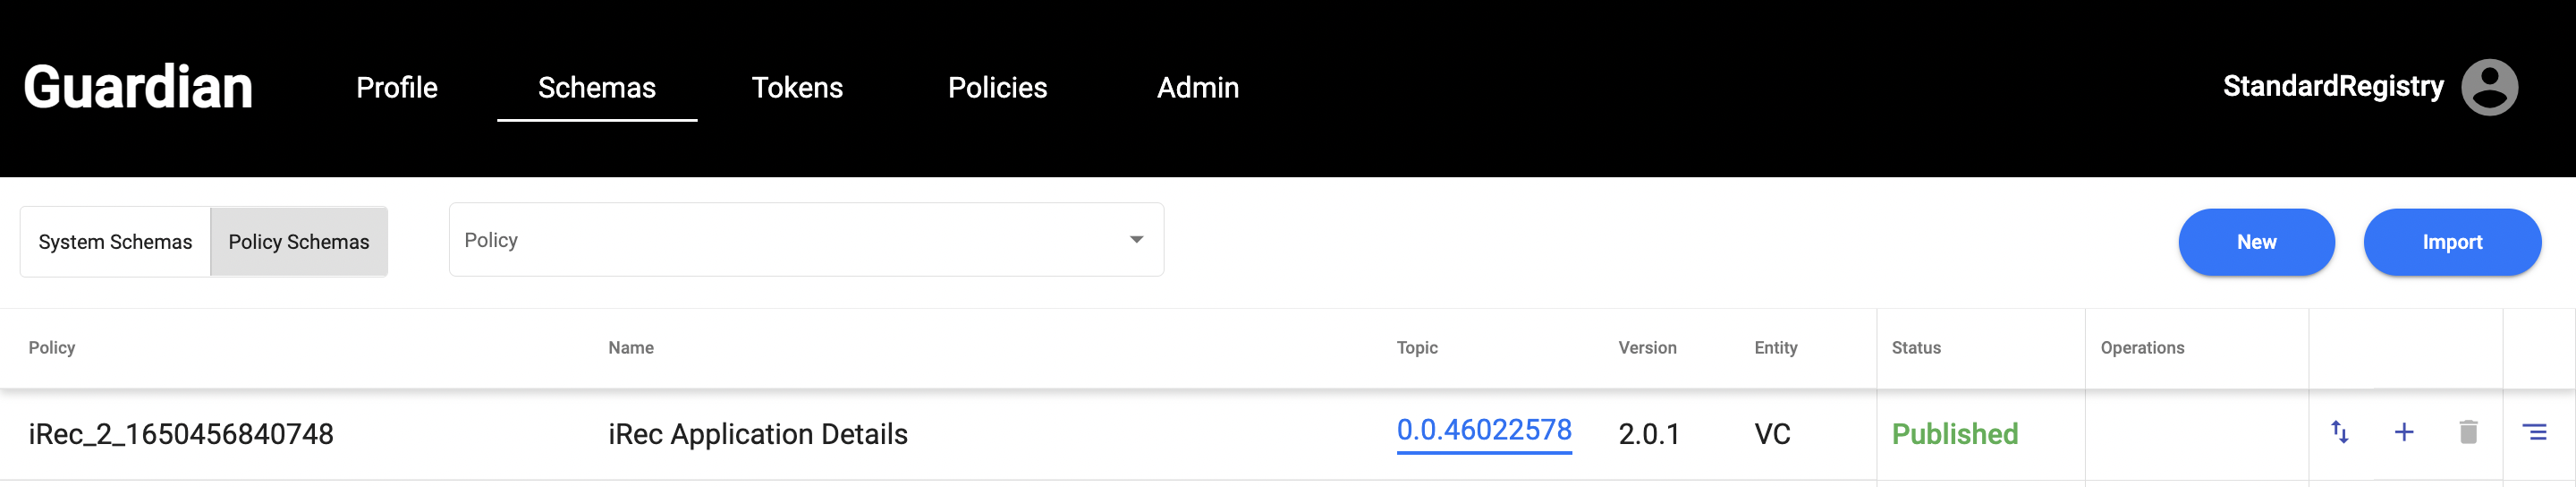 Guardian Profile Schemas Tokens Policies Admin StandardRegistry
System Schemas Policy Schemas Policy New Import
Policy Name Topic Version Entity Status Operations
iRec_2_1650456840748 iRec Application Details 0.0.46022578 2.0.1 VC Published